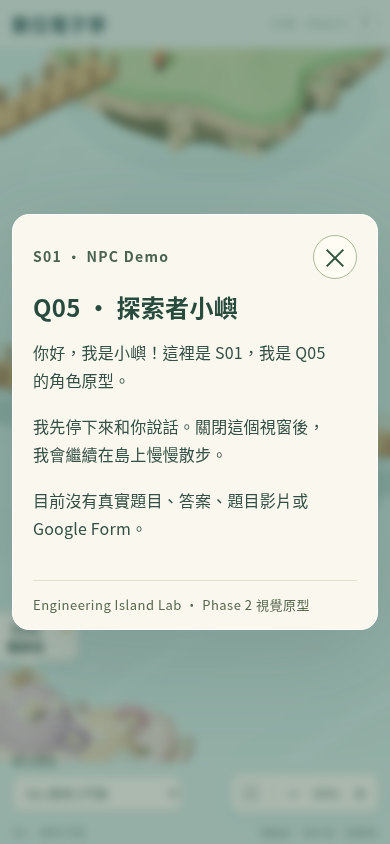 S01 • NPC Demo
Q05 • 探索者小嶼
你好，我是小嶼！這裡是 S01，我是 Q05
的角色原型。
我先停下來和你說話。關閉這個視窗後，
我會繼續在島上慢慢散步。
目前沒有真實題目、答案、題目影片或
Google Form。
Engineering Island Lab • Phase 2 視覺原型